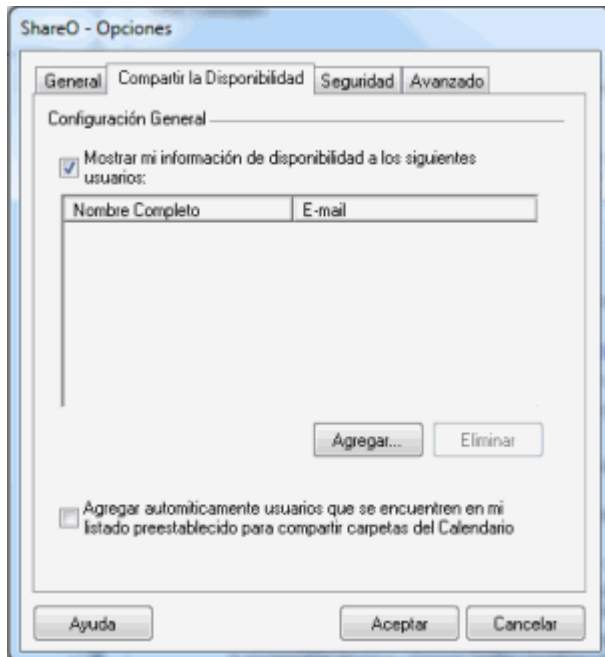 ShareO - Opciones
General Compartir la Disponibilidad Seguridad Avanzado
Configuración General
Mostrar mi información de disponibilidad a los siguientes
usuarios:
Nombre Completo E-mail
Agregar... Eliminar
Agregar automíticamente usuarios que se encuentren en mi
listado preestablecido para compartir carpetas del Calendario
Ayuda Aceptar Cancelar